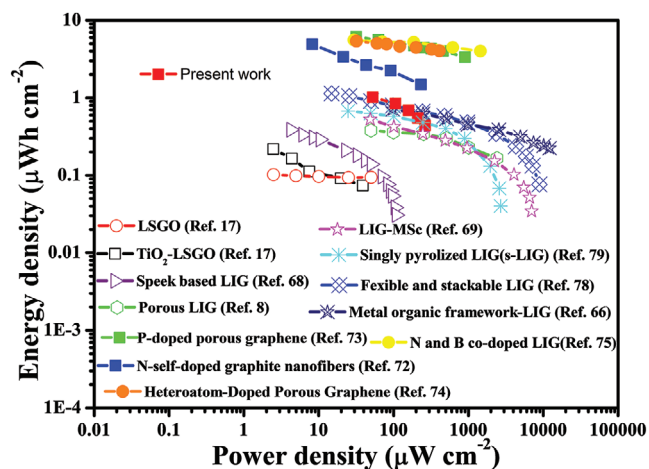 10
1
0.1
0.01
1E-3
1E-4
Energy density (μWh cm⁻²)
Present work
LSGO (Ref. 17)
TiO₂-LSGO (Ref. 17)
Speek based LIG (Ref. 68)
Porous LIG (Ref. 8)
P-doped porous graphene (Ref. 73)
N-self-doped graphite nanofibers (Ref. 72)
Heteroatom-Doped Porous Graphene (Ref. 74)
LIG-MSc (Ref. 69)
Singly pyrolized LIG(s-LIG) (Ref. 79)
Fexible and stackable LIG (Ref. 78)
Metal organic framework-LIG (Ref. 66)
N and B co-doped LIG(Ref. 75)
0.01 0.1 1 10 100 1000 10000 100000
Power density (μW cm⁻²)